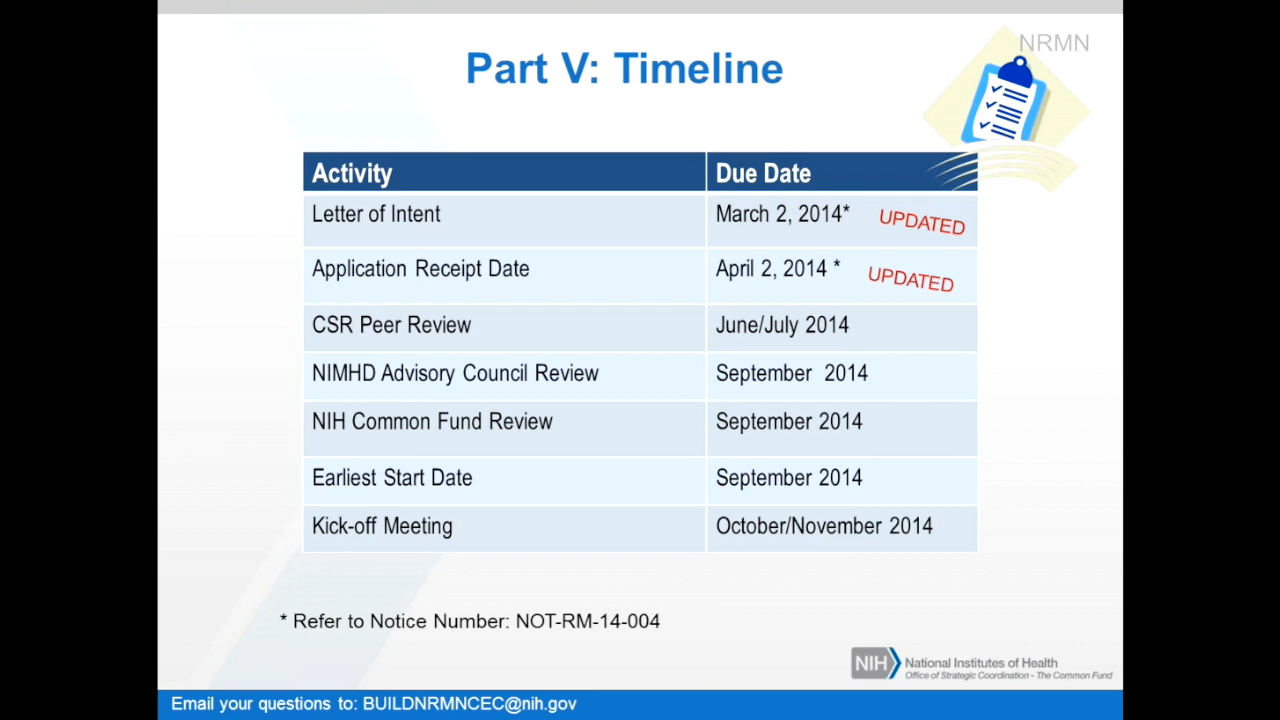 NRMN
Part V: Timeline
Activity Due Date
Letter of Intent March 2, 2014* UPDATED
Application Receipt Date April 2, 2014 * UPDATED
CSR Peer Review June/July 2014
NIMHD Advisory Council Review September 2014
NIH Common Fund Review September 2014
Earliest Start Date September 2014
Kick-off Meeting October/November 2014
* Refer to Notice Number: NOT-RM-14-004
NIH National Institutes of Health
Office of Strategic Coordination - The Common Fund
Email your questions to: BUILDNRMNCEC@nih.gov